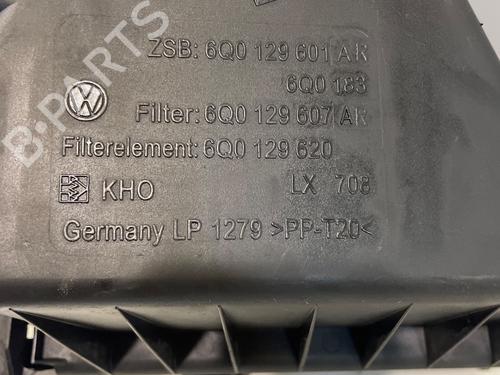 B-PARTS
ZSB: 6Q0 129 601 AR
6Q0 183
Filter: 6Q0 129 607 AR
Filterelement: 6Q0 129 620
KHO LX 708
Germany LP 1279 >PP-T20<